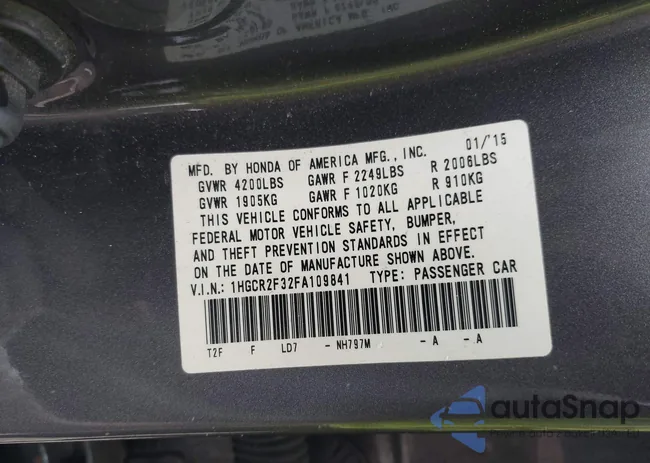 MFD. BY HONDA OF AMERICA MFG., INC. 01/'15
GVWR 4200LBS GAWR F 2249LBS R 2006LBS
GVWR 1905KG GAWR F 1020KG R 910KG
THIS VEHICLE CONFORMS TO ALL APPLICABLE
FEDERAL MOTOR VEHICLE SAFETY, BUMPER,
AND THEFT PREVENTION STANDARDS IN EFFECT
ON THE DATE OF MANUFACTURE SHOWN ABOVE.
V.I.N.: 1HGCR2F32FA109841 TYPE: PASSENGER CAR
T2F F LD7 - NH797M - A - A
autaSnap